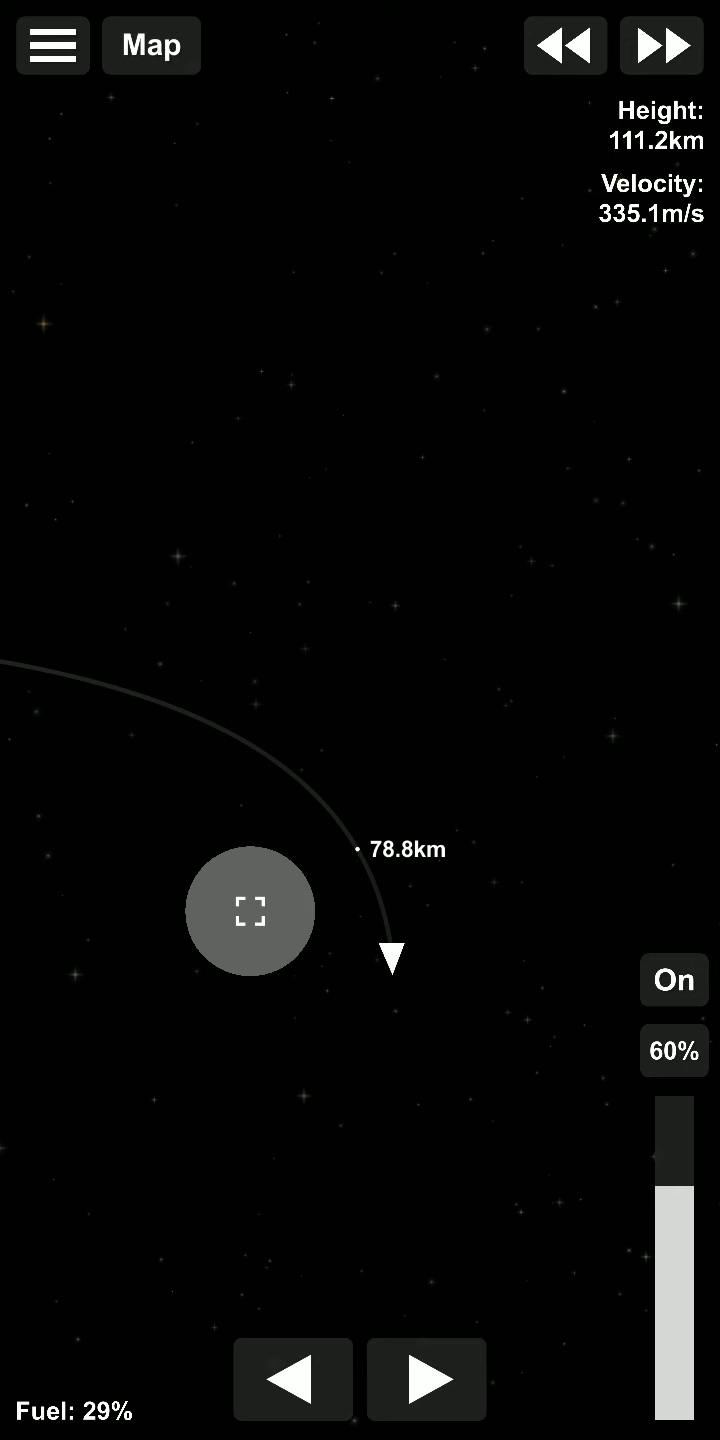 Map
Height:
111.2km
Velocity:
335.1m/s
78.8km
On
60%
Fuel: 29%